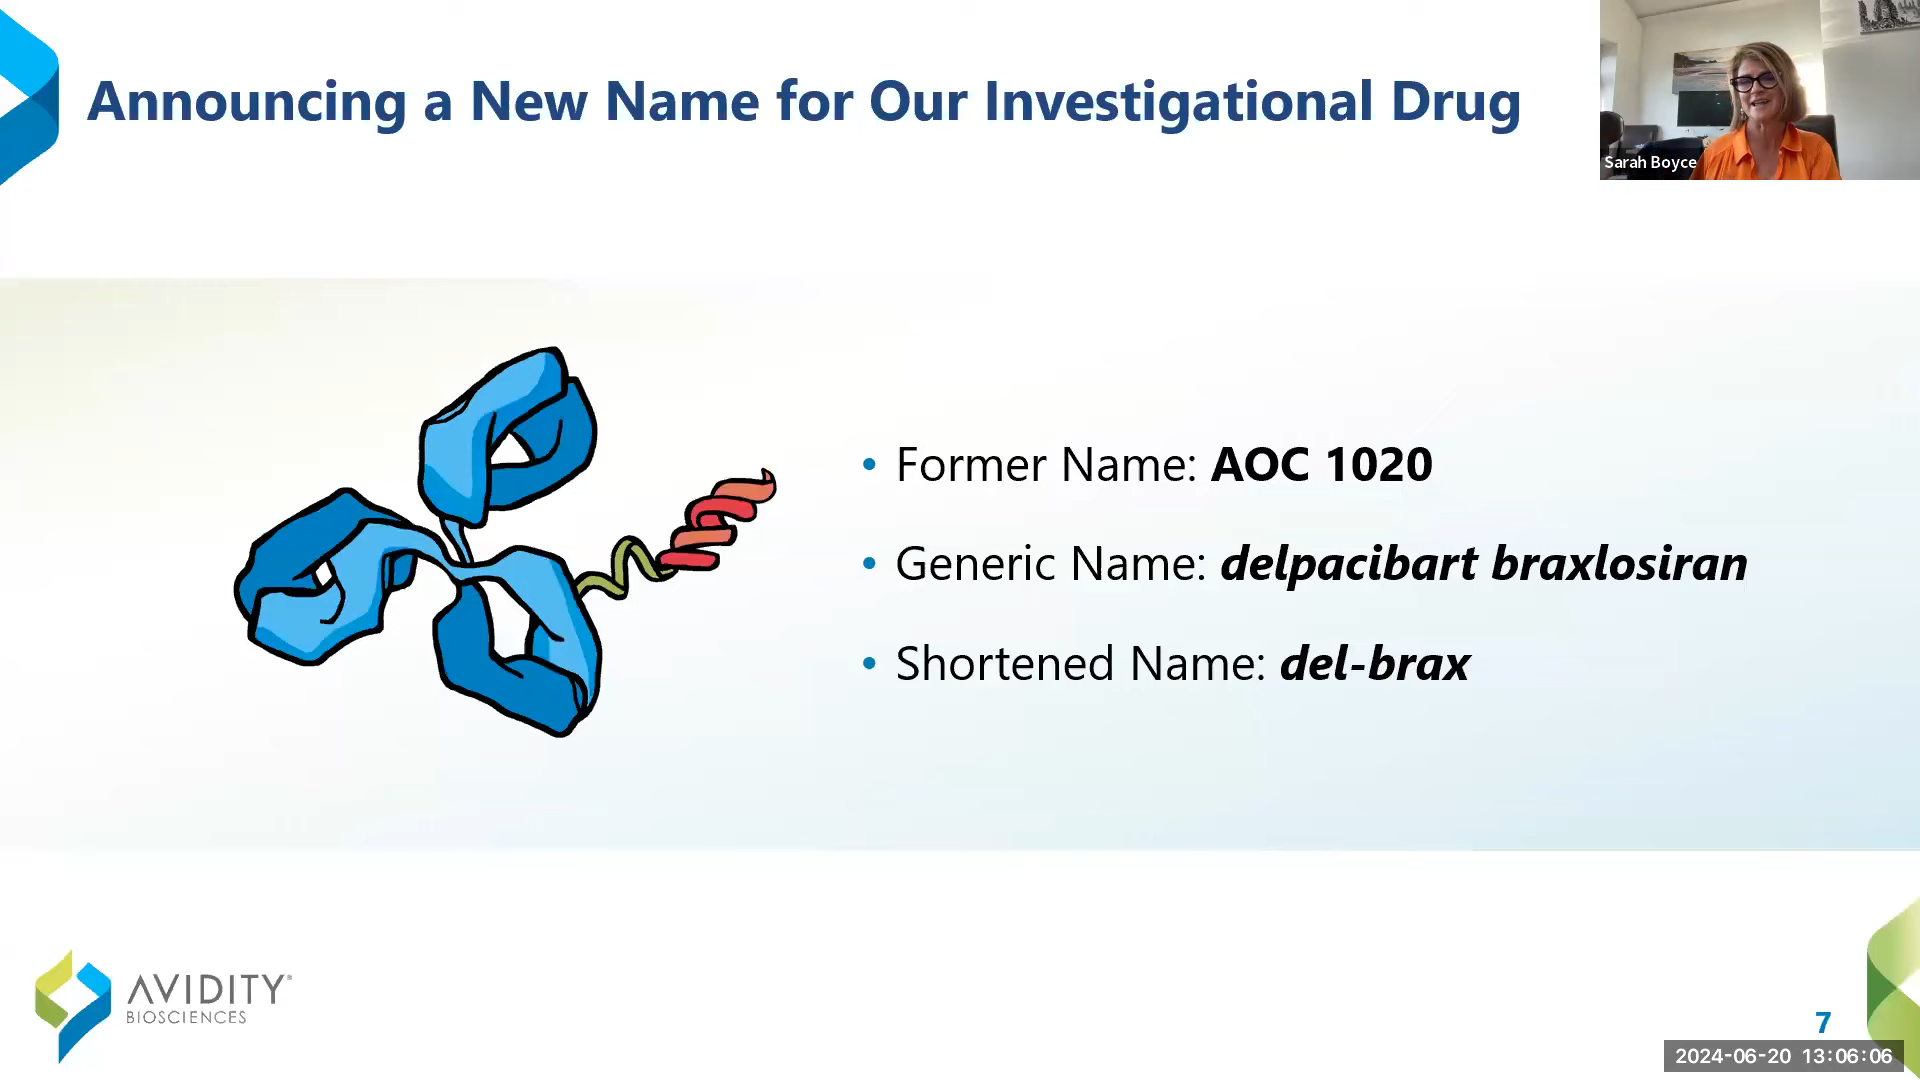 Announcing a New Name for Our Investigational Drug
Sarah Boyce
• Former Name: AOC 1020
• Generic Name: delpacibart braxlosiran
• Shortened Name: del-brax
AVIDITY®
BIOSCIENCES
7
2024-06-20 13:06:06